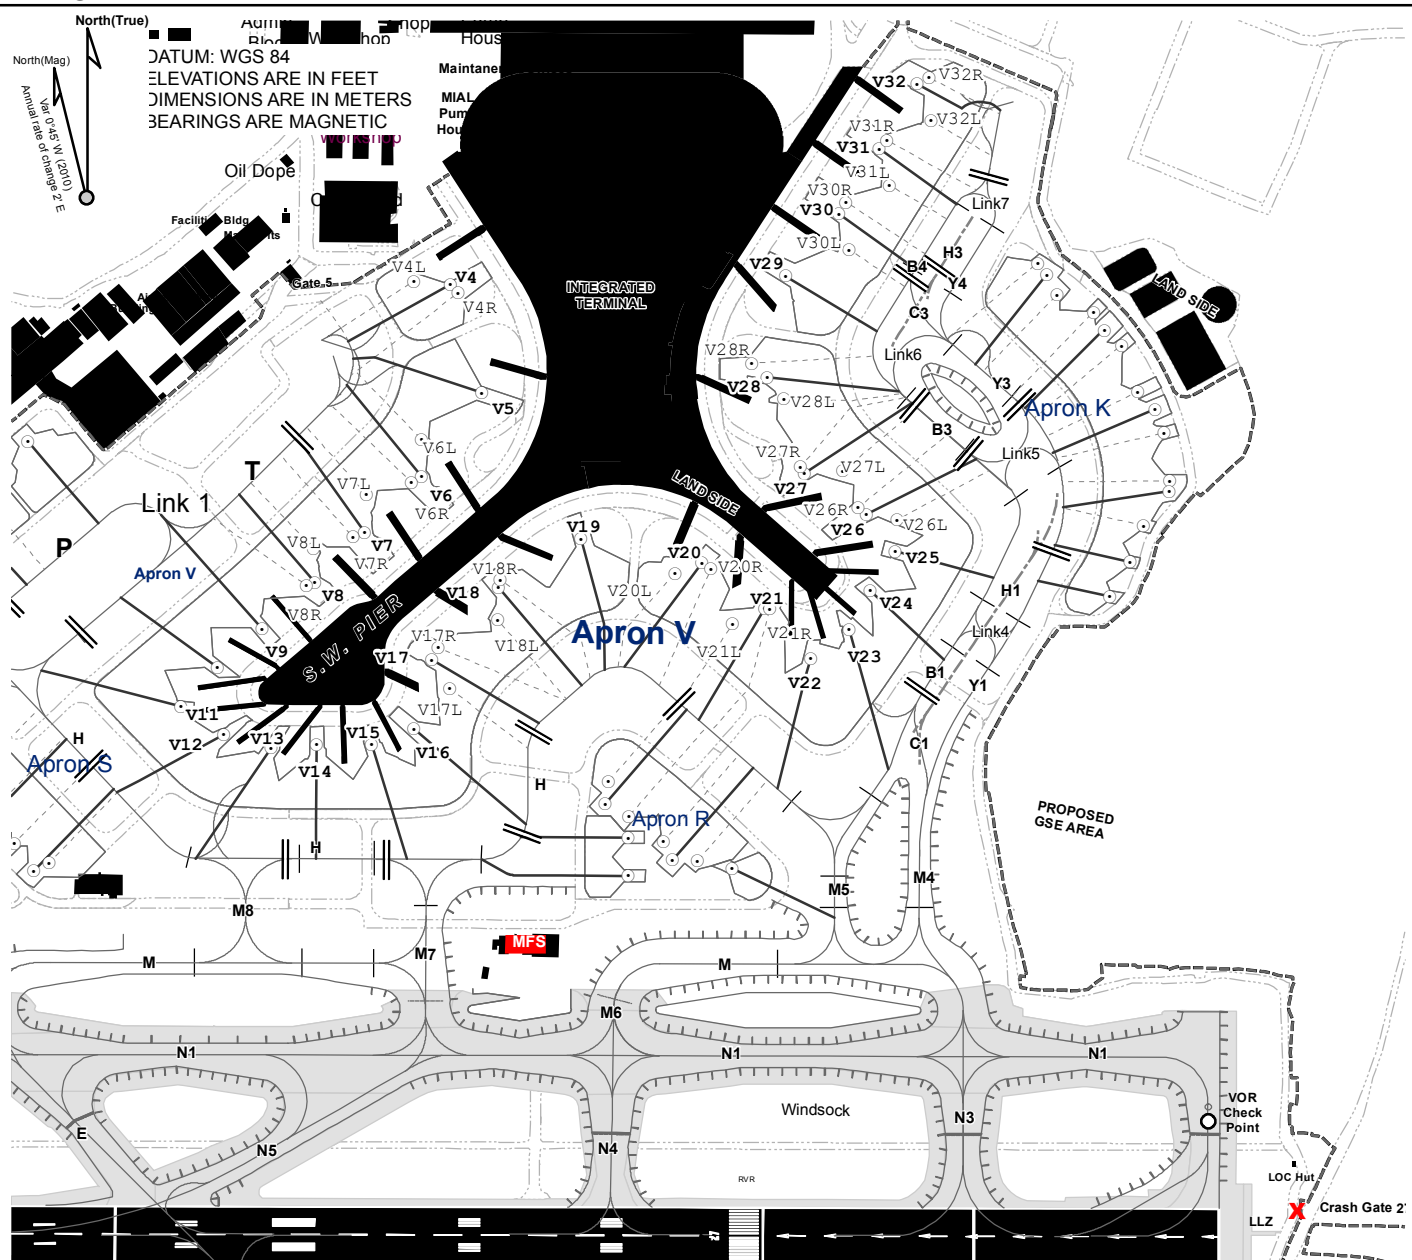 North(True)
North(Mag)
Var 0°45' W (2010)
Annual rate of change 2' E
DATUM: WGS 84
ELEVATIONS ARE IN FEET
DIMENSIONS ARE IN METERS
BEARINGS ARE MAGNETIC
Workshop
MIAL
Oil Dope
Gate 5
INTEGRATED
TERMINAL
LAND SIDE
V32
V32R
V32L
V31R
V31
V31L
V30R
V30
V30L
V29
Link7
H3
B4
Y4
C3
Link6
LAND SIDE
V4L
V4
V4R
V5
V28R
V28
V28L
Y3
Apron K
B3
Link5
V6L
V6
V6R
V7L
V7
V7R
V8L
V8
V8R
V27R
V27L
V27
V26R
V26
V26L
V25
V24
V23
T
Link 1
P
Apron V
LAND SIDE
V19
V20
V20R
V20L
V18R
V18
V18L
V21
V21R
V21L
V22
H1
Link4
B1
Y1
C1
S.W. PIER
Apron V
V17R
V17
V17L
V9
V11
V12
V13
V14
V15
V16
H
Apron S
H
H
Apron R
PROPOSED
GSE AREA
M5
M4
M8
M7
MFS
M
M
M6
N1
N1
N1
Windsock
N3
VOR
Check
Point
E
N5
N4
RVR
LOC Hut
LLZ
X
Crash Gate 27
27